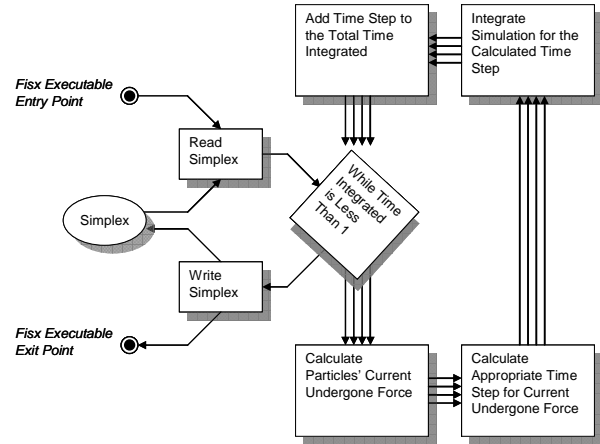 Add Time Step to
the Total Time
Integrated
Integrate
Simulation for the
Calculated Time
Step
Fisx Executable
Entry Point
Read
Simplex
While Time
Integrated
is Less
Than 1
Simplex
Write
Simplex
Fisx Executable
Exit Point
Calculate
Particles' Current
Undergone Force
Calculate
Appropriate Time
Step for Current
Undergone Force